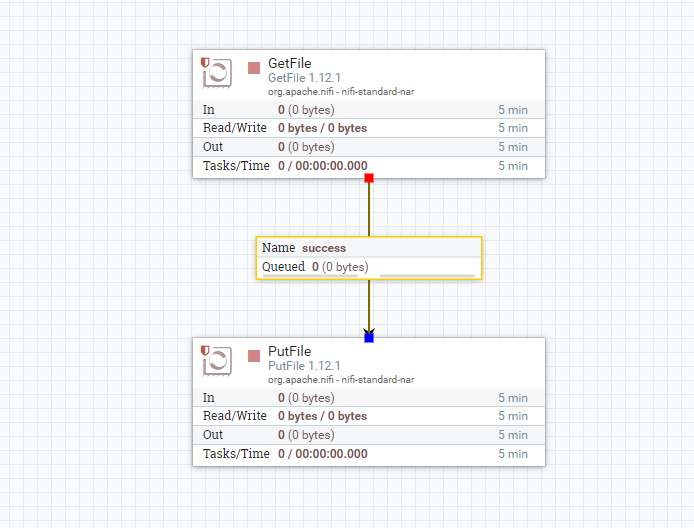 GetFile
GetFile 1.12.1
org.apache.nifi - nifi-standard-nar
In 0 (0 bytes) 5 min
Read/Write 0 bytes / 0 bytes 5 min
Out 0 (0 bytes) 5 min
Tasks/Time 0 / 00:00:00.000 5 min
Name success
Queued 0 (0 bytes)
PutFile
PutFile 1.12.1
org.apache.nifi - nifi-standard-nar
In 0 (0 bytes) 5 min
Read/Write 0 bytes / 0 bytes 5 min
Out 0 (0 bytes) 5 min
Tasks/Time 0 / 00:00:00.000 5 min